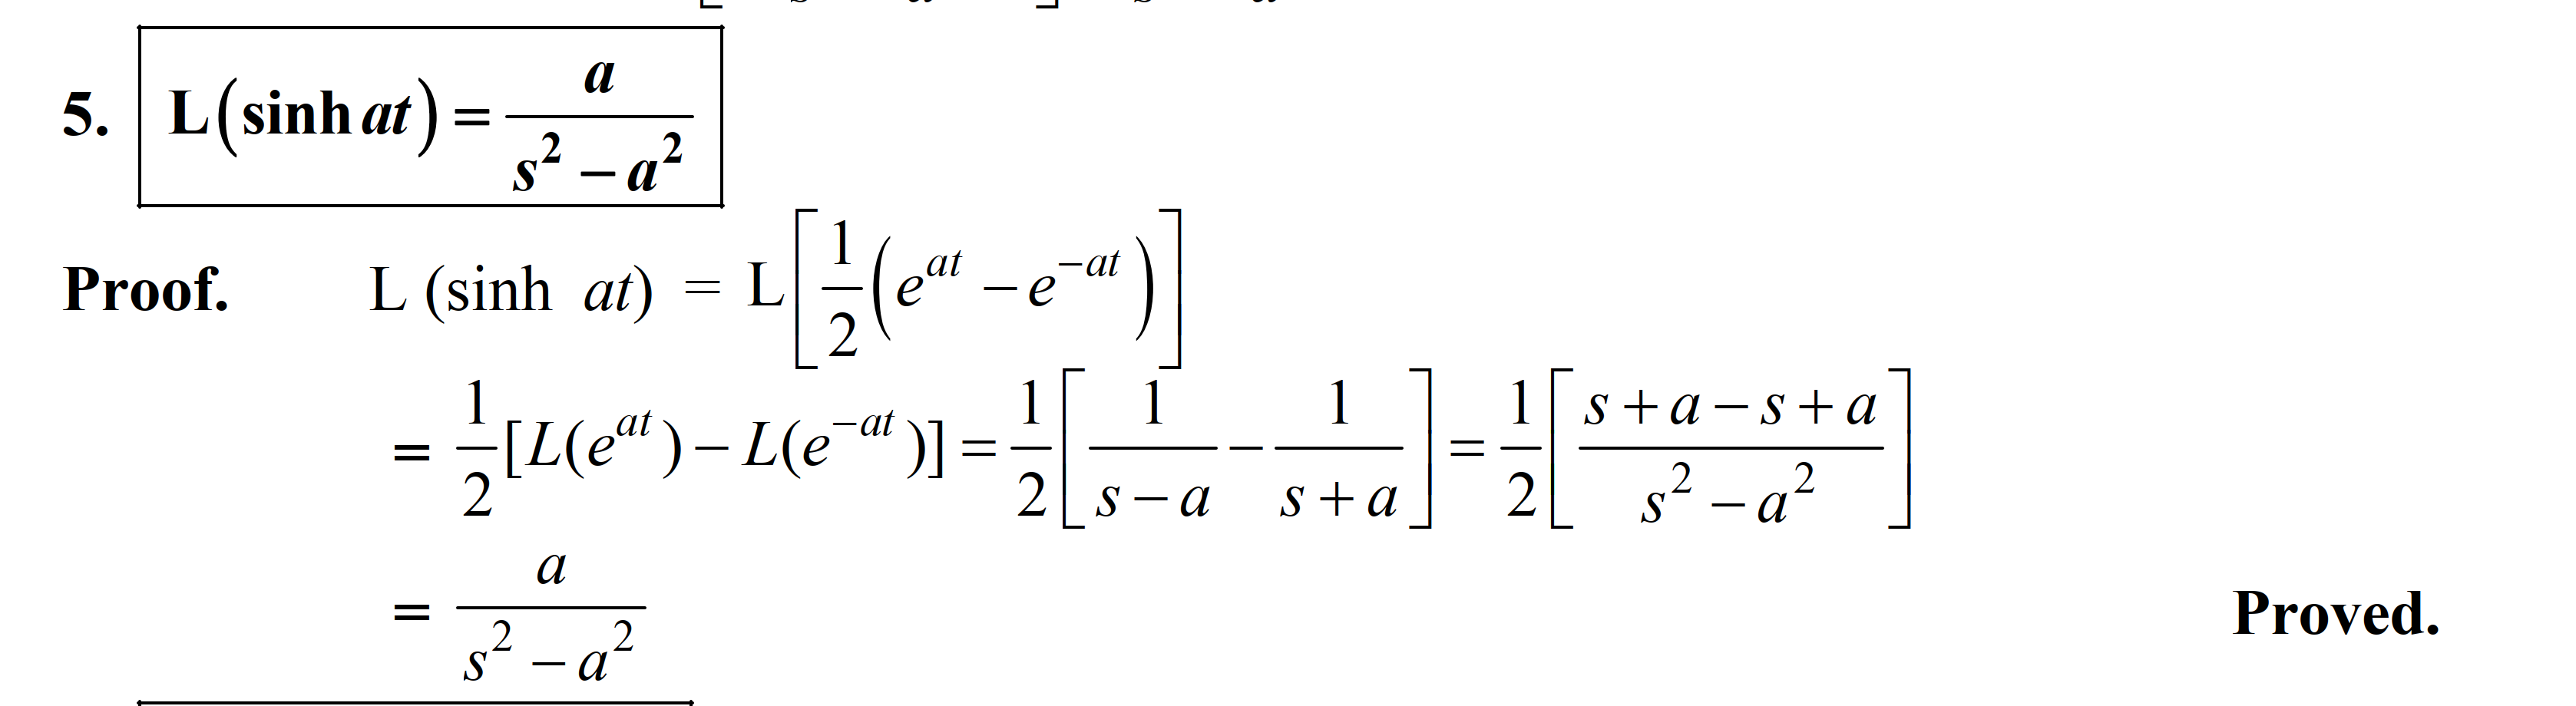 5. L(sinh at) = a / (s² – a²)
Proof. L (sinh at) = L[1/2 (e^{at} – e^{–at})]
= 1/2 [L(e^{at}) – L(e^{–at})] = 1/2 [1/(s – a) – 1/(s + a)] = 1/2 [(s + a – s + a)/(s² – a²)]
= a / (s² – a²) Proved.